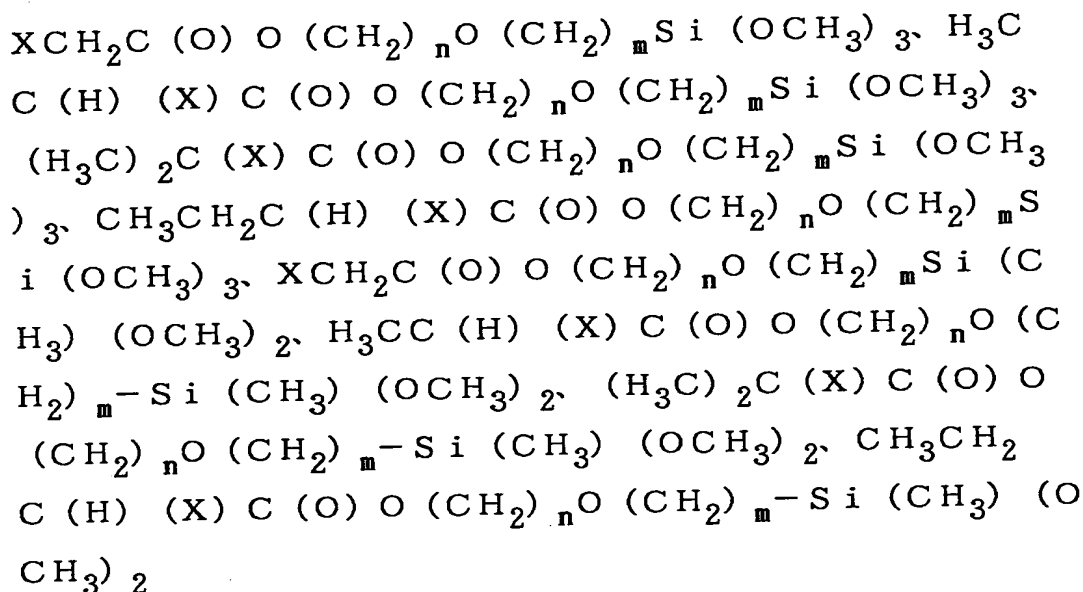 XCH₂C(O)O(CH₂)ₙO(CH₂)ₘSi(OCH₃)₃、H₃C
C(H)(X)C(O)O(CH₂)ₙO(CH₂)ₘSi(OCH₃)₃、
(H₃C)₂C(X)C(O)O(CH₂)ₙO(CH₂)ₘSi(OCH₃
)₃、CH₃CH₂C(H)(X)C(O)O(CH₂)ₙO(CH₂)ₘS
i(OCH₃)₃、XCH₂C(O)O(CH₂)ₙO(CH₂)ₘSi(C
H₃)(OCH₃)₂、H₃CC(H)(X)C(O)O(CH₂)ₙO(C
H₂)ₘ-Si(CH₃)(OCH₃)₂、(H₃C)₂C(X)C(O)O
(CH₂)ₙO(CH₂)ₘ-Si(CH₃)(OCH₃)₂、CH₃CH₂
C(H)(X)C(O)O(CH₂)ₙO(CH₂)ₘ-Si(CH₃)(O
CH₃)₂